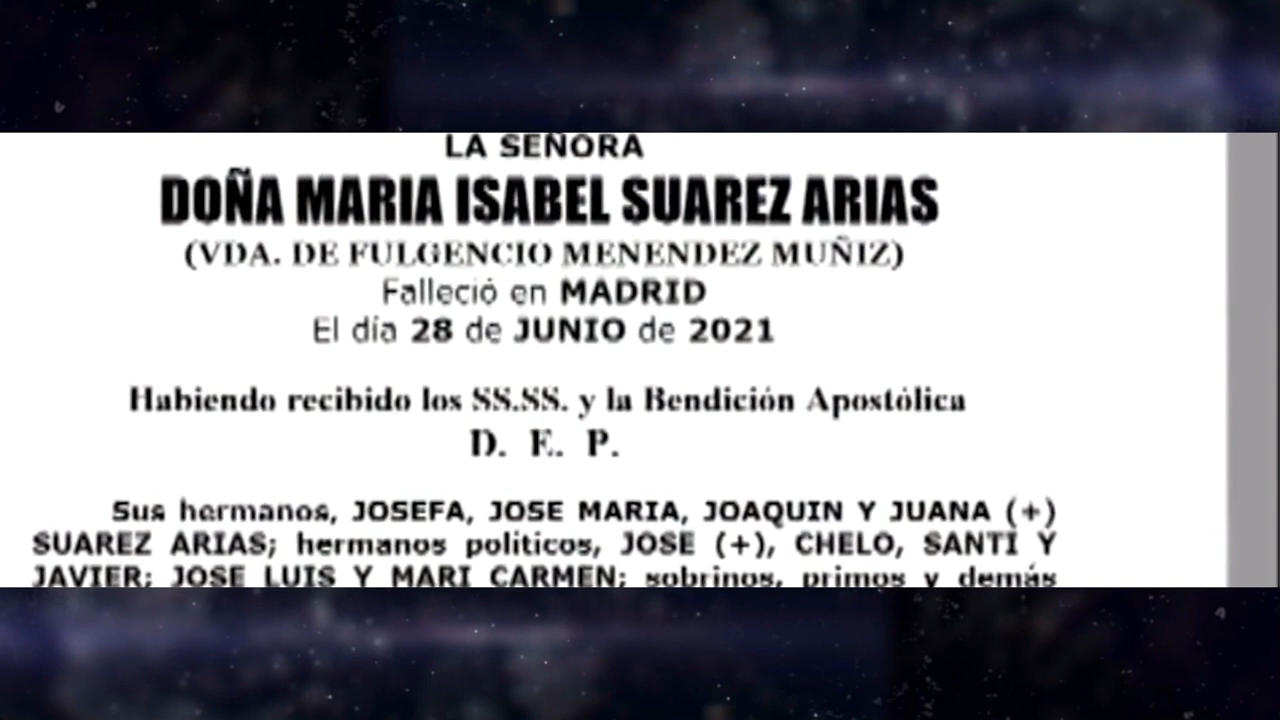 LA SEÑORA
DOÑA MARIA ISABEL SUAREZ ARIAS
(VDA. DE FULGENCIO MENENDEZ MUÑIZ)
Falleció en MADRID
El día 28 de JUNIO de 2021
Habiendo recibido los SS.SS. y la Bendición Apostólica
D. E. P.
Sus hermanos, JOSEFA, JOSE MARIA, JOAQUIN Y JUANA (+)
SUAREZ ARIAS; hermanos politicos, JOSE (+), CHELO, SANTI Y
JAVIER; JOSE LUIS Y MARI CARMEN; sobrinos, primos y demás